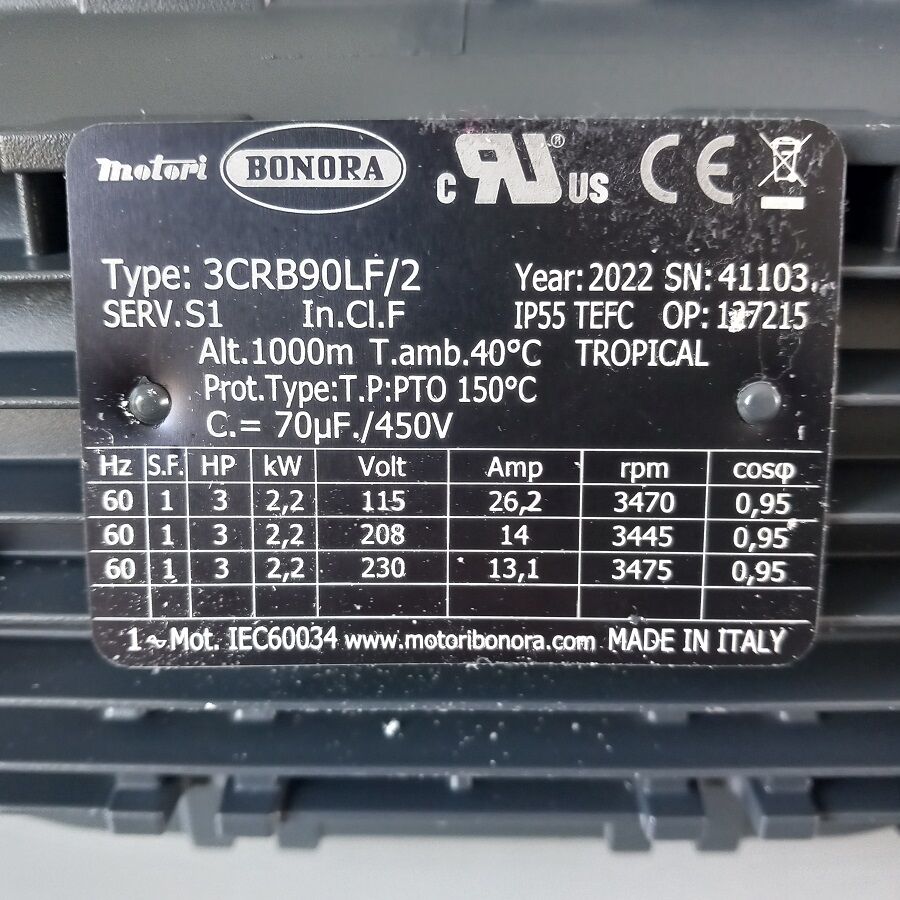 motori BONORA c RU® US CE
Type: 3CRB90LF/2 Year: 2022 SN: 41103
SERV.S1 In.Cl.F IP55 TEFC OP: 127215
Alt.1000m T.amb.40°C TROPICAL
Prot.Type:T.P:PTO 150°C
C.= 70µF./450V
Hz S.F. HP kW Volt Amp rpm cosφ
60 1 3 2,2 115 26,2 3470 0,95
60 1 3 2,2 208 14 3445 0,95
60 1 3 2,2 230 13,1 3475 0,95
1~Mot. IEC60034 www.motoribonora.com MADE IN ITALY